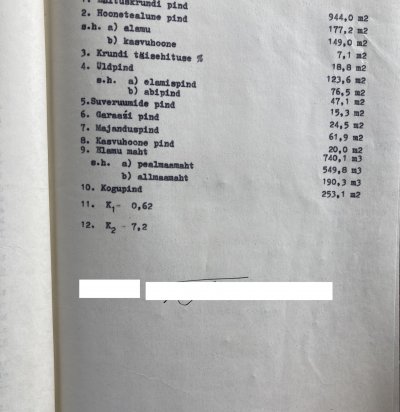 1. Ehituskrundi pind 944,0 m2
2. Hoonetealune pind 177,2 m2
s.h. a) elamu 149,0 m2
b) kasvuhoone 7,1 m2
3. Krundi täisehituse % 18,8 m2
4. Üldpind 123,6 m2
s.h. a) elamispind 76,5 m2
b) abipind 47,1 m2
5.Suveruumide pind 15,3 m2
6. Garaaži pind 24,5 m2
7. Majanduspind 61,9 m2
8. Kasvuhoone pind 20,0 m2
9. Elamu maht 740,1 m3
s.h. a) pealmaamaht 549,8 m3
b) allmaamaht 190,3 m3
10. Kogupind 253,1 m2
11. K1- 0,62
12. K2 - 7,2